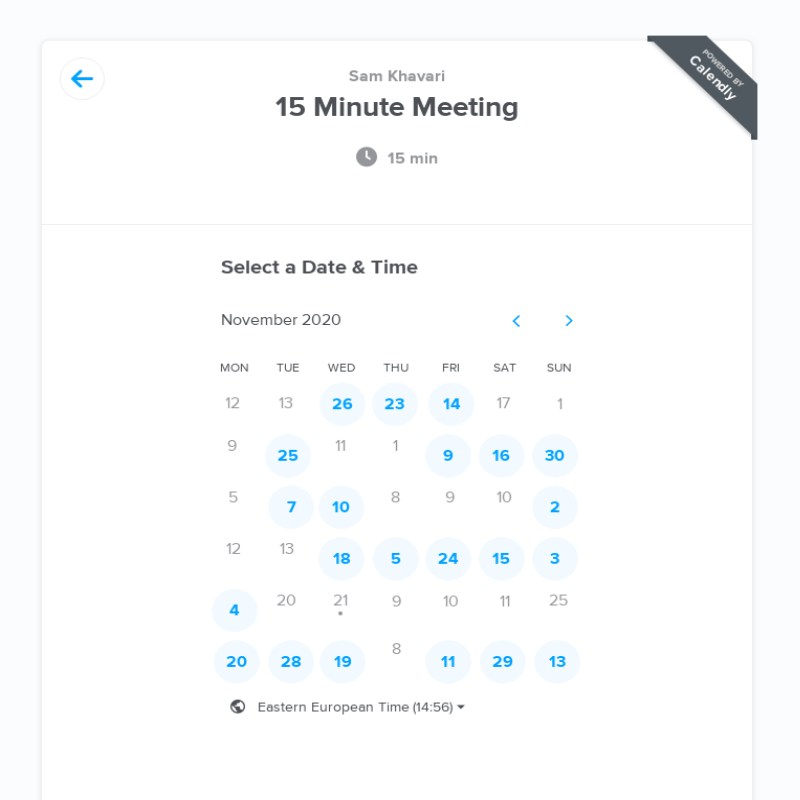 Sam Khavari
15 Minute Meeting
15 min
POWERED BY
Calendly
Select a Date & Time
November 2020
MON TUE WED THU FRI SAT SUN
12 13 26 23 14 17 1
9 25 11 1 9 16 30
5 7 10 8 9 10 2
12 13 18 5 24 15 3
4 20 21 9 10 11 25
20 28 19 8 11 29 13
Eastern European Time (14:56)